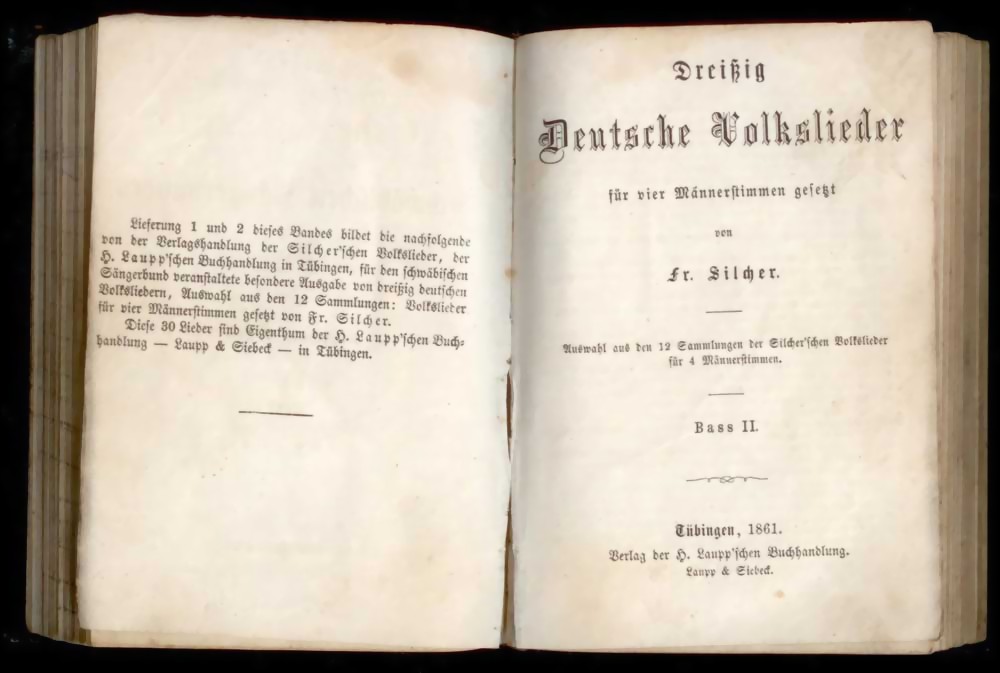 Lieferung 1 und 2 dieses Bandes bildet die nachfolgende
von der Verlagshandlung der Silcher'schen Volkslieder, der
H. Laupp'schen Buchhandlung in Tübingen, für den schwäbischen
Sängerbund veranstaltete besondere Ausgabe von dreißig deutschen
Volksliedern, Auswahl aus den 12 Sammlungen: Volkslieder
für vier Männerstimmen gesetzt von Fr. Silcher.
Diese 30 Lieder sind Eigenthum der H. Laupp'schen Buch-
handlung — Laupp & Siebeck — in Tübingen.
Dreißig
Deutsche Volkslieder
für vier Männerstimmen gesetzt
von
Fr. Silcher.
Auswahl aus den 12 Sammlungen der Silcher'schen Volkslieder
für 4 Männerstimmen.
Bass II.
Tübingen, 1861.
Verlag der H. Laupp'schen Buchhandlung.
Laupp & Siebeck.